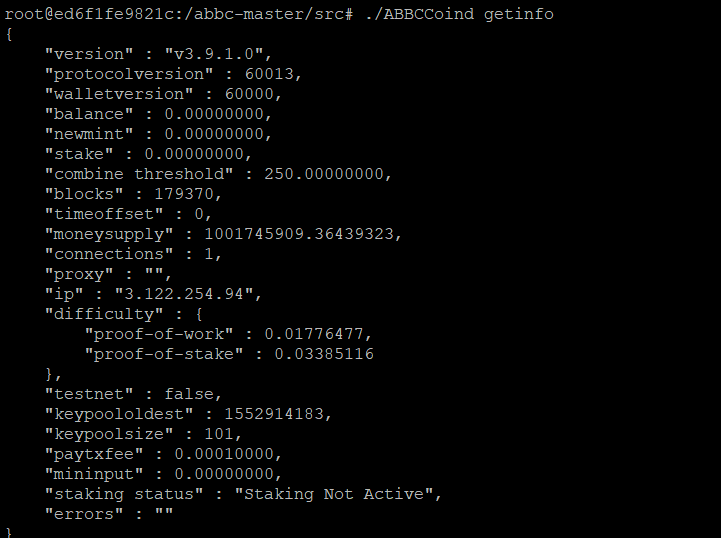 root@ed6f1fe9821c:/abbc-master/src# ./ABBCCoind getinfo
{
    "version" : "v3.9.1.0",
    "protocolversion" : 60013,
    "walletversion" : 60000,
    "balance" : 0.00000000,
    "newmint" : 0.00000000,
    "stake" : 0.00000000,
    "combine threshold" : 250.00000000,
    "blocks" : 179370,
    "timeoffset" : 0,
    "moneysupply" : 1001745909.36439323,
    "connections" : 1,
    "proxy" : "",
    "ip" : "3.122.254.94",
    "difficulty" : {
        "proof-of-work" : 0.01776477,
        "proof-of-stake" : 0.03385116
    },
    "testnet" : false,
    "keypoololdest" : 1552914183,
    "keypoolsize" : 101,
    "paytxfee" : 0.00010000,
    "mininput" : 0.00000000,
    "staking status" : "Staking Not Active",
    "errors" : ""
}